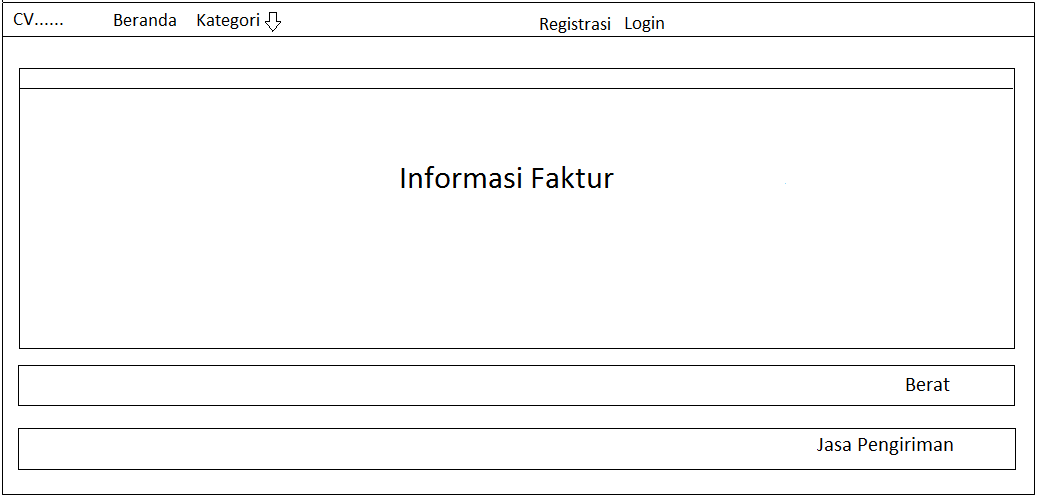 CV...... Beranda Kategori Registrasi Login
Informasi Faktur
Berat
Jasa Pengiriman